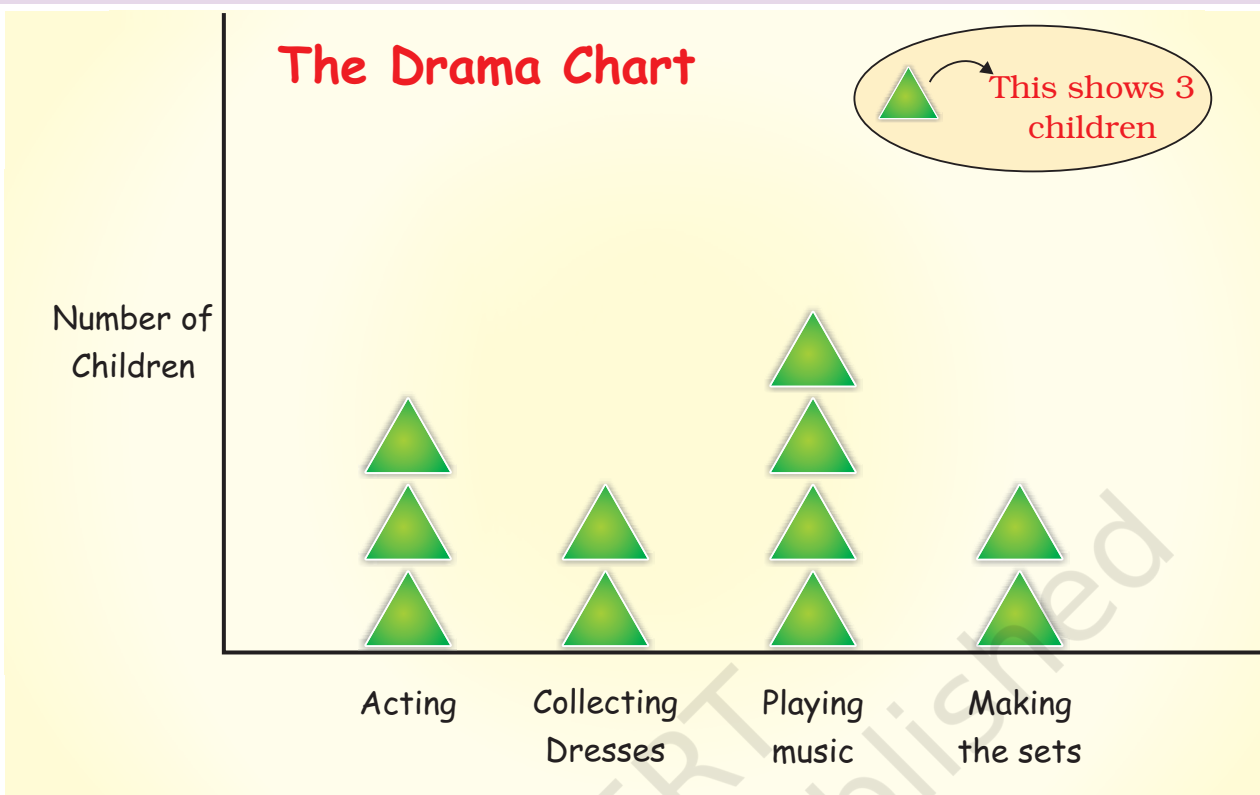 The Drama Chart
This shows 3
children
Number of
Children
Acting
Collecting
Dresses
Playing
music
Making
the sets